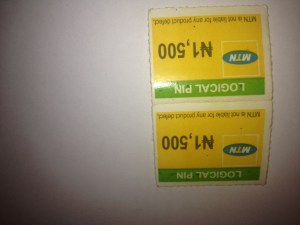 LOGICAL PIN
MTN
₦1,500
MTN is not liable for any product defect.
LOGICAL PIN
MTN
₦1,500
MTN is not liable for any product defect.